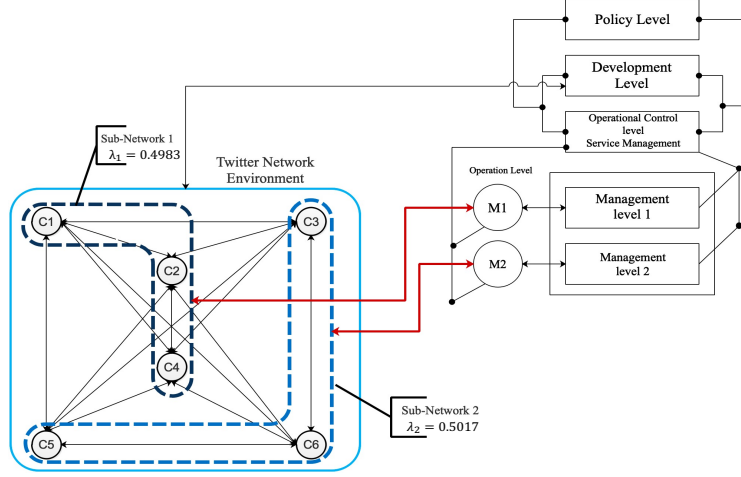 Policy Level
Development
Level
Operational Control
level
Service Management
Sub-Network 1
λ₁ = 0.4983
Twitter Network
Environment
Operation Level
C1
C3
M1
Management
level 1
C2
M2
Management
level 2
C4
Sub-Network 2
λ₂ = 0.5017
C5
C6